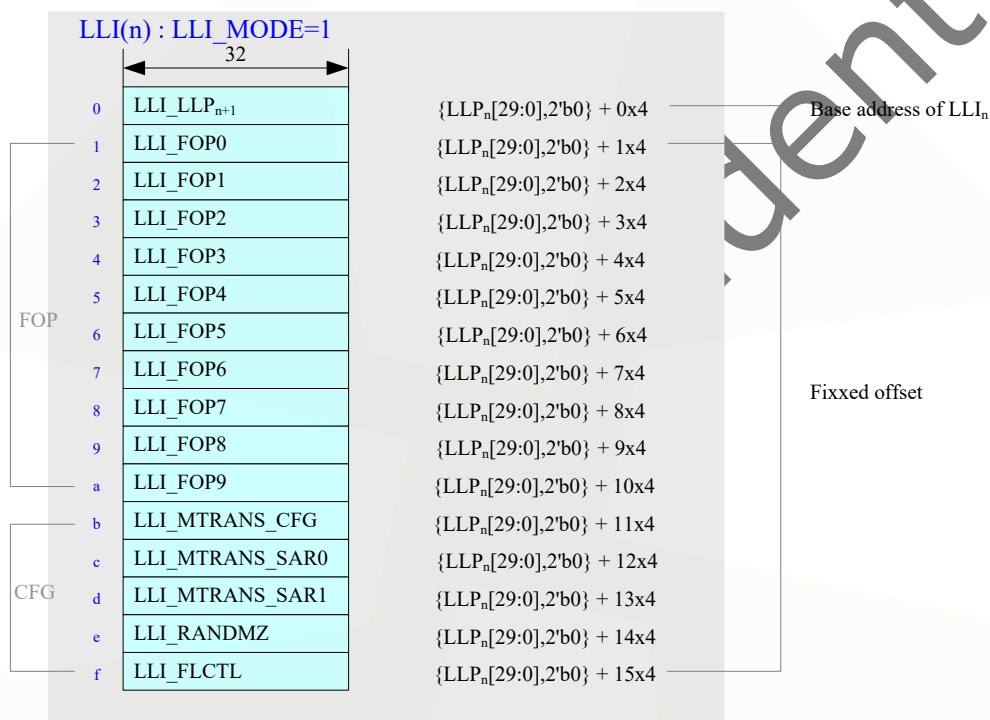 LLI(n) : LLI_MODE=1
32
0 LLI_LLPn+1 {LLPn[29:0],2'b0} + 0x4 Base address of LLIn
1 LLI_FOP0 {LLPn[29:0],2'b0} + 1x4
2 LLI_FOP1 {LLPn[29:0],2'b0} + 2x4
3 LLI_FOP2 {LLPn[29:0],2'b0} + 3x4
4 LLI_FOP3 {LLPn[29:0],2'b0} + 4x4
5 LLI_FOP4 {LLPn[29:0],2'b0} + 5x4
FOP
6 LLI_FOP5 {LLPn[29:0],2'b0} + 6x4
7 LLI_FOP6 {LLPn[29:0],2'b0} + 7x4
Fixxed offset
8 LLI_FOP7 {LLPn[29:0],2'b0} + 8x4
9 LLI_FOP8 {LLPn[29:0],2'b0} + 9x4
a LLI_FOP9 {LLPn[29:0],2'b0} + 10x4
b LLI_MTRANS_CFG {LLPn[29:0],2'b0} + 11x4
c LLI_MTRANS_SAR0 {LLPn[29:0],2'b0} + 12x4
CFG
d LLI_MTRANS_SAR1 {LLPn[29:0],2'b0} + 13x4
e LLI_RANDMZ {LLPn[29:0],2'b0} + 14x4
f LLI_FLCTL {LLPn[29:0],2'b0} + 15x4
dent